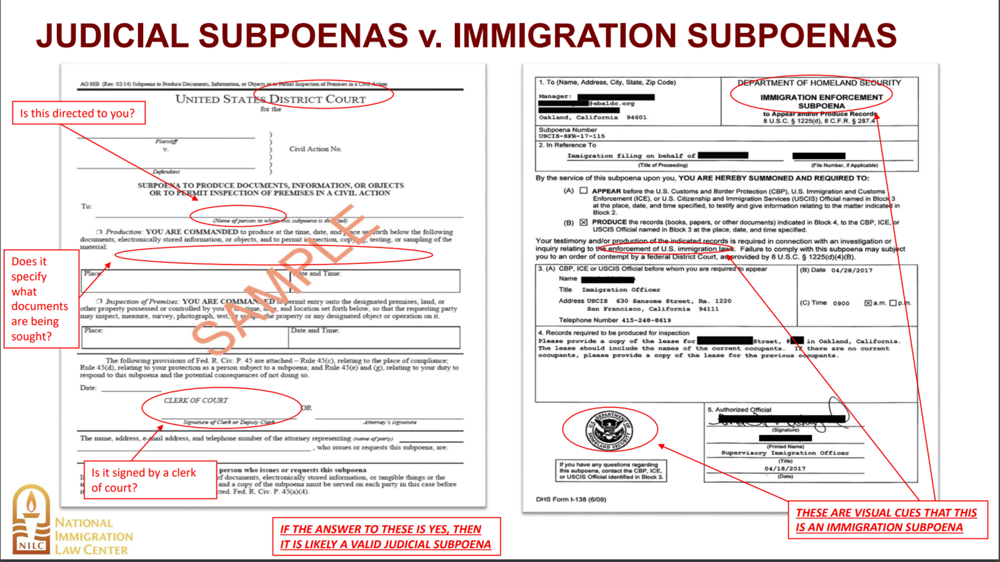 JUDICIAL SUBPOENAS v. IMMIGRATION SUBPOENAS
AO 88B (Rev. 02/14) Subpoena to Produce Documents, Information, or Objects or to Permit Inspection of Premises in a Civil Action
UNITED STATES DISTRICT COURT
for the
Is this directed to you?
Plaintiff
v.
Civil Action No.
Defendant
)
)
)
)
)
)
SUBPOENA TO PRODUCE DOCUMENTS, INFORMATION, OR OBJECTS
OR TO PERMIT INSPECTION OF PREMISES IN A CIVIL ACTION
To:
(Name of person to whom this subpoena is directed)
Production: YOU ARE COMMANDED to produce at the time, date, and place set forth below the following
documents, electronically stored information, or objects, and to permit inspection, copying, testing, or sampling of the
material:
Does it
specify
what
documents
are being
sought?
Place:
Date and Time:
SAMPLE
Inspection of Premises: YOU ARE COMMANDED to permit entry onto the designated premises, land, or
other property possessed or controlled by you at the time, date, and location set forth below, so that the requesting party
may inspect, measure, survey, photograph, test, or sample the property or any designated object or operation on it.
Place:
Date and Time:
The following provisions of Fed. R. Civ. P. 45 are attached – Rule 45(c), relating to the place of compliance;
Rule 45(d), relating to your protection as a person subject to a subpoena; and Rule 45(e) and (g), relating to your duty to
respond to this subpoena and the potential consequences of not doing so.
Date:
CLERK OF COURT
OR
Signature of Clerk or Deputy Clerk
Attorney's signature
The name, address, e-mail address, and telephone number of the attorney representing (name of party)
, who issues or requests this subpoena, are:
Is it signed by a clerk
of court?
person who issues or requests this subpoena
of documents, electronically stored information, or tangible things or the
and a copy of the subpoena must be served on each party in this case before
cted. Fed. R. Civ. P. 45(a)(4).
NILC
NATIONAL
IMMIGRATION
LAW CENTER
IF THE ANSWER TO THESE IS YES, THEN
IT IS LIKELY A VALID JUDICIAL SUBPOENA
1. To (Name, Address, City, State, Zip Code)
Manager:
@ebaldc.org
Oakland, California 94601
DEPARTMENT OF HOMELAND SECURITY
IMMIGRATION ENFORCEMENT
SUBPOENA
to Appear and/or Produce Records
8 U.S.C. § 1225(d), 8 C.F.R. § 287.4
Subpoena Number
USCIS-SFR-17-115
2. In Reference To
Immigration filing on behalf of
(Title of Proceeding)
(File Number, if Applicable)
By the service of this subpoena upon you, YOU ARE HEREBY SUMMONED AND REQUIRED TO:
(A) APPEAR before the U.S. Customs and Border Protection (CBP), U.S. Immigration and Customs
Enforcement (ICE), or U.S. Citizenship and Immigration Services (USCIS) Official named in Block 3
at the place, date, and time specified, to testify and give information relating to the matter indicated in
Block 2.
(B) PRODUCE the records (books, papers, or other documents) indicated in Block 4, to the CBP, ICE, or
USCIS Official named in Block 3 at the place, date, and time specified.
Your testimony and/or production of the indicated records is required in connection with an investigation or
inquiry relating to the enforcement of U.S. immigration laws. Failure to comply with this subpoena may subject
you to an order of contempt by a federal District Court, as provided by 8 U.S.C. § 1225(d)(4)(B).
3. (A) CBP, ICE or USCIS Official before whom you are required to appear
Name
Title Immigration Officer
Address USCIS 630 Sansome Street, Rm. 1220
San Francisco, California 94111
Telephone Number 415-248-8619
(B) Date 04/28/2017
(C) Time 0900 a.m. p.m.
4. Records required to be produced for inspection
Please provide a copy of the lease for Street, # in Oakland, California.
The lease should include the names of the current occupants. If there are no current
occupants, please provide a copy of the lease for the previous occupants.
U.S. DEPARTMENT OF HOMELAND SECURITY
If you have any questions regarding
this subpoena, contact the CBP, ICE,
or USCIS Official identified in Block 3.
5. Authorized Official
(Signature)
(Printed Name)
Supervisory Immigration Officer
(Title)
04/18/2017
(Date)
DHS Form I-138 (6/09)
THESE ARE VISUAL CUES THAT THIS
IS AN IMMIGRATION SUBPOENA